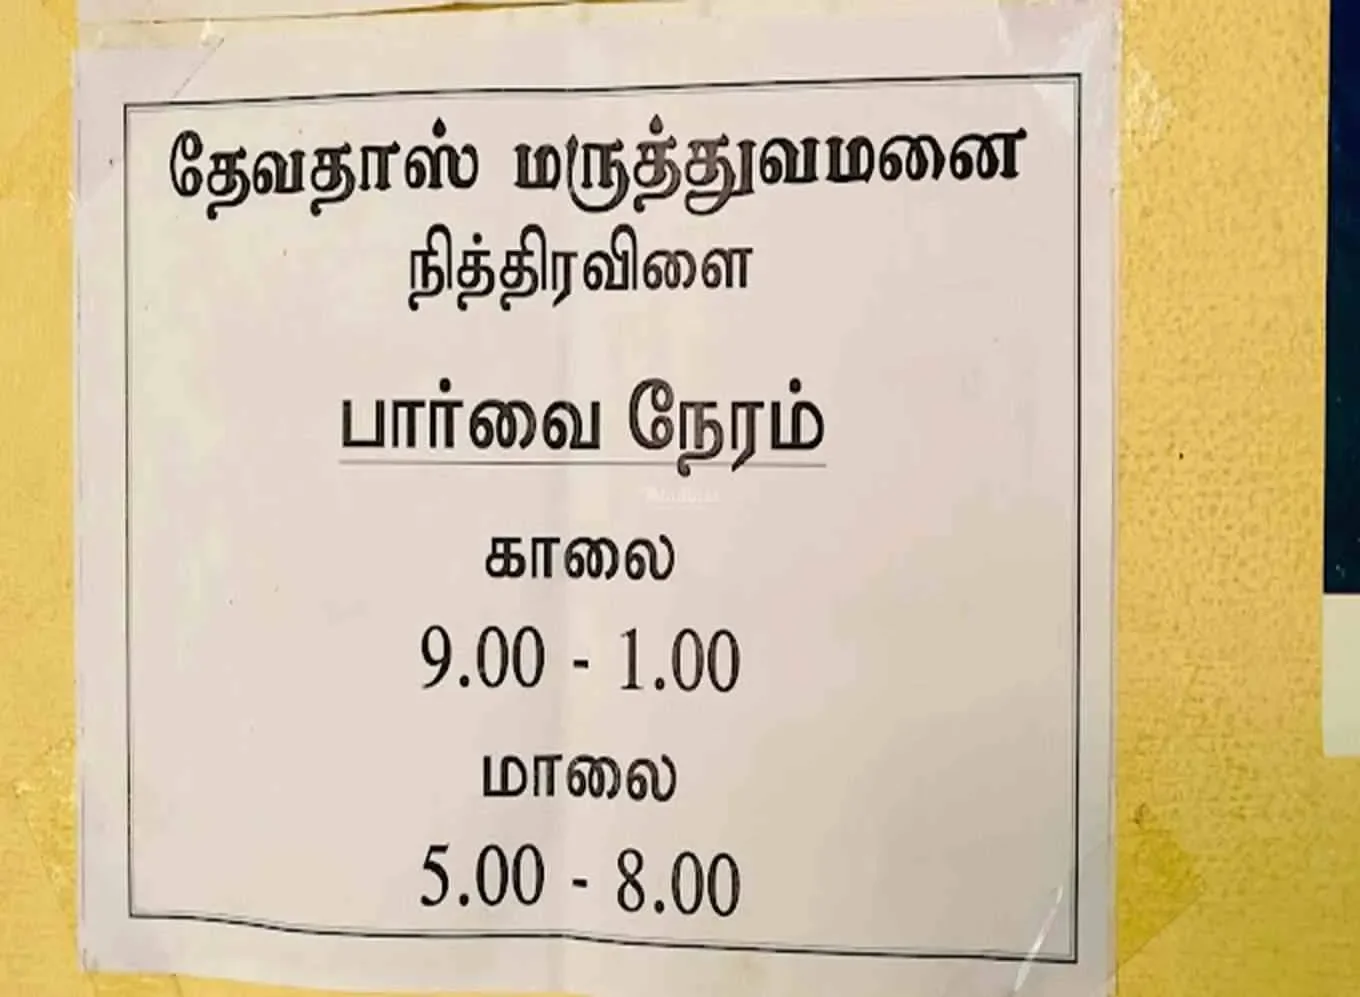 தேவதாஸ் மருத்துவமனை
நித்திரவிளை
பார்வை நேரம்
காலை
9.00 - 1.00
மாலை
5.00 - 8.00